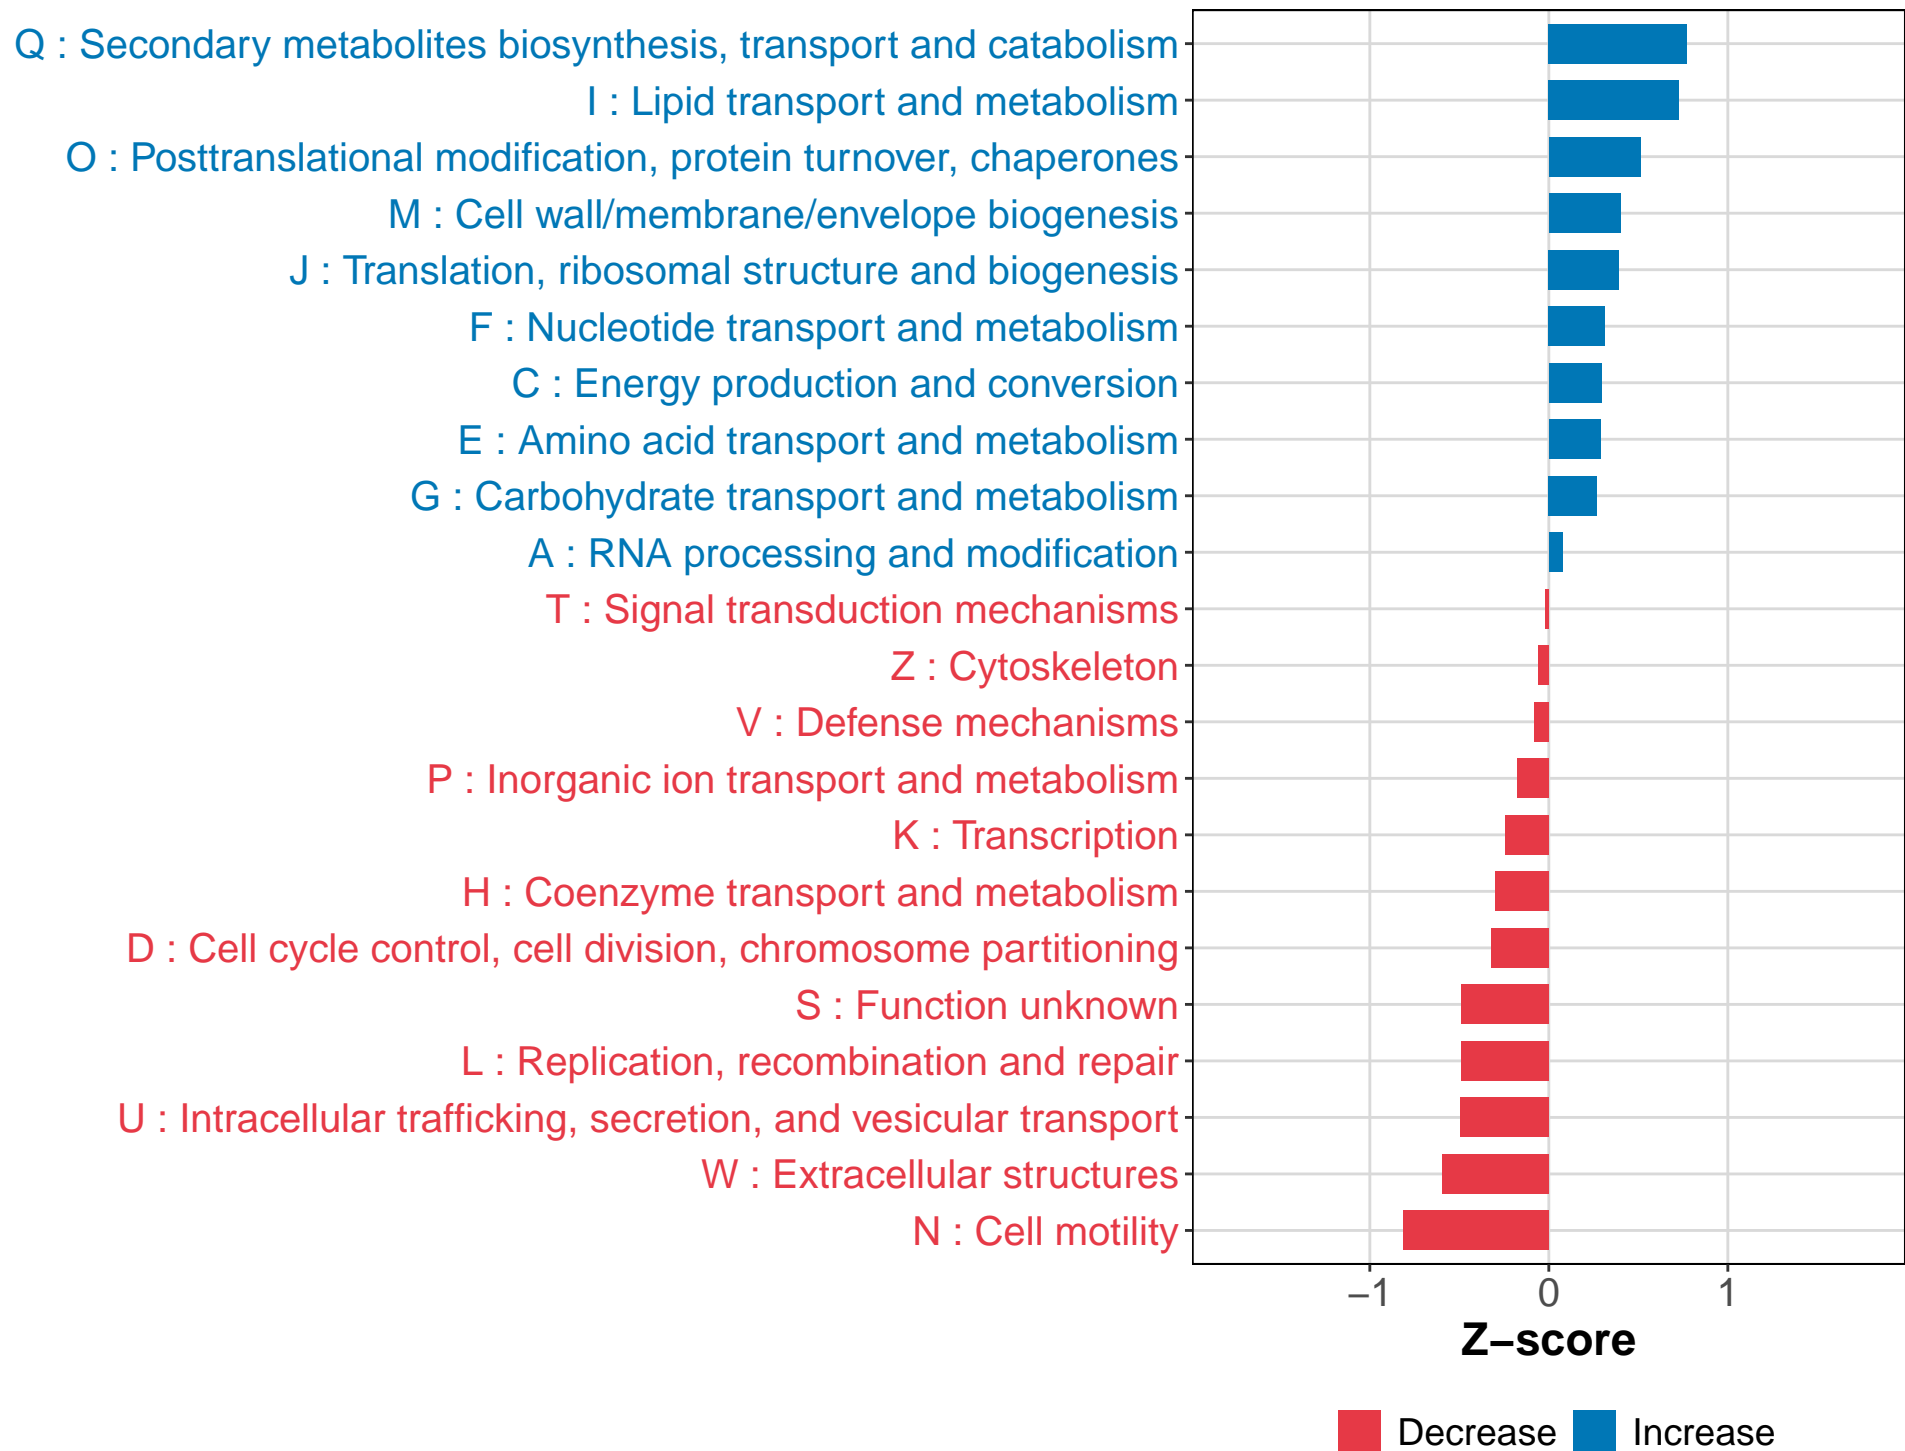 Q : Secondary metabolites biosynthesis, transport and catabolism
I : Lipid transport and metabolism
O : Posttranslational modification, protein turnover, chaperones
M : Cell wall/membrane/envelope biogenesis
J : Translation, ribosomal structure and biogenesis
F : Nucleotide transport and metabolism
C : Energy production and conversion
E : Amino acid transport and metabolism
G : Carbohydrate transport and metabolism
A : RNA processing and modification
T : Signal transduction mechanisms
Z : Cytoskeleton
V : Defense mechanisms
P : Inorganic ion transport and metabolism
K : Transcription
H : Coenzyme transport and metabolism
D : Cell cycle control, cell division, chromosome partitioning
S : Function unknown
L : Replication, recombination and repair
U : Intracellular trafficking, secretion, and vesicular transport
W : Extracellular structures
N : Cell motility
−1 0 1
Z−score
Decrease Increase